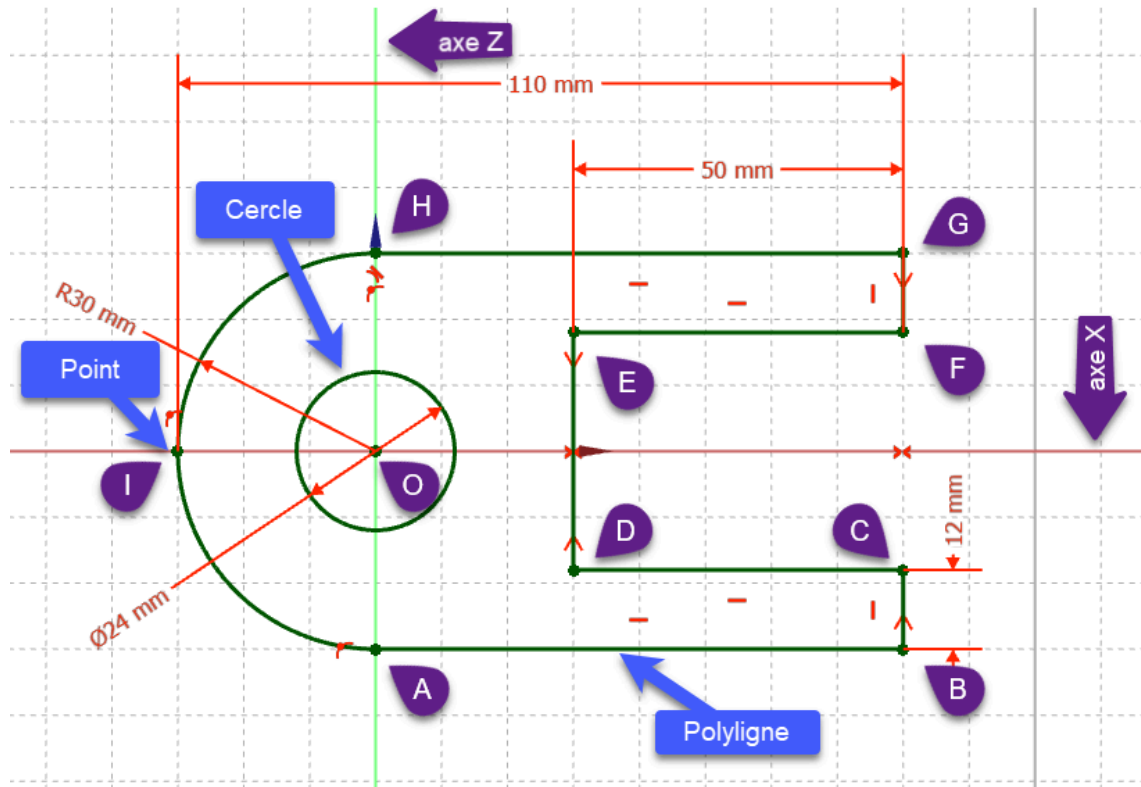 axe Z
110 mm
50 mm
H
Cercle
G
R30 mm
axe X
Point
E
F
I
O
D
C
12 mm
Ø24 mm
A
B
Polyligne